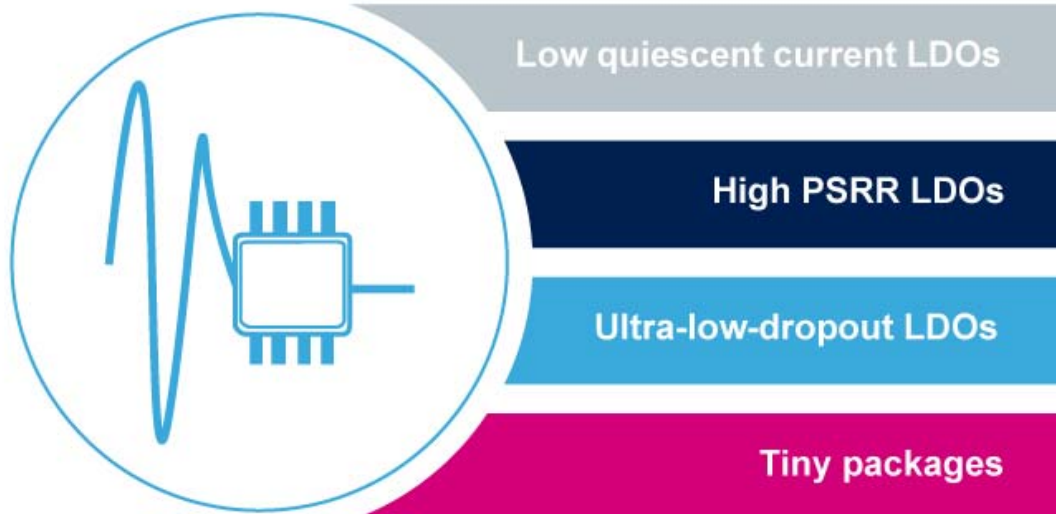 Low quiescent current LDOs
High PSRR LDOs
Ultra-low-dropout LDOs
Tiny packages